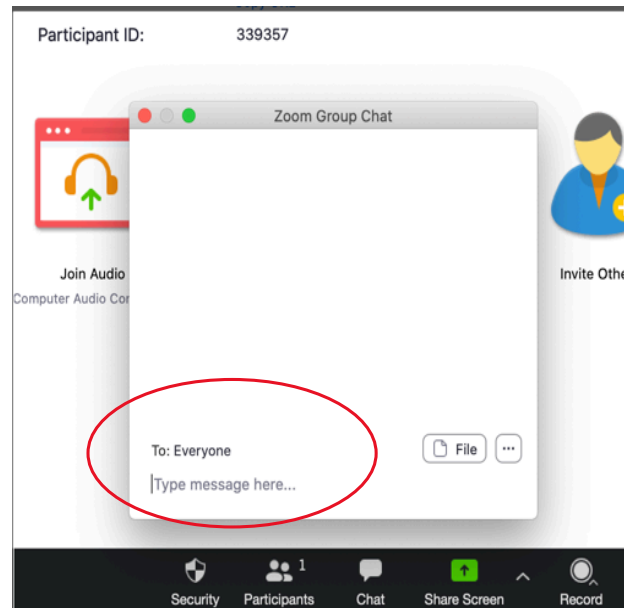 Participant ID: 339357
Zoom Group Chat
Join Audio
Computer Audio Con
Invite Othe
To: Everyone
File
Type message here...
1
Security Participants Chat Share Screen Record